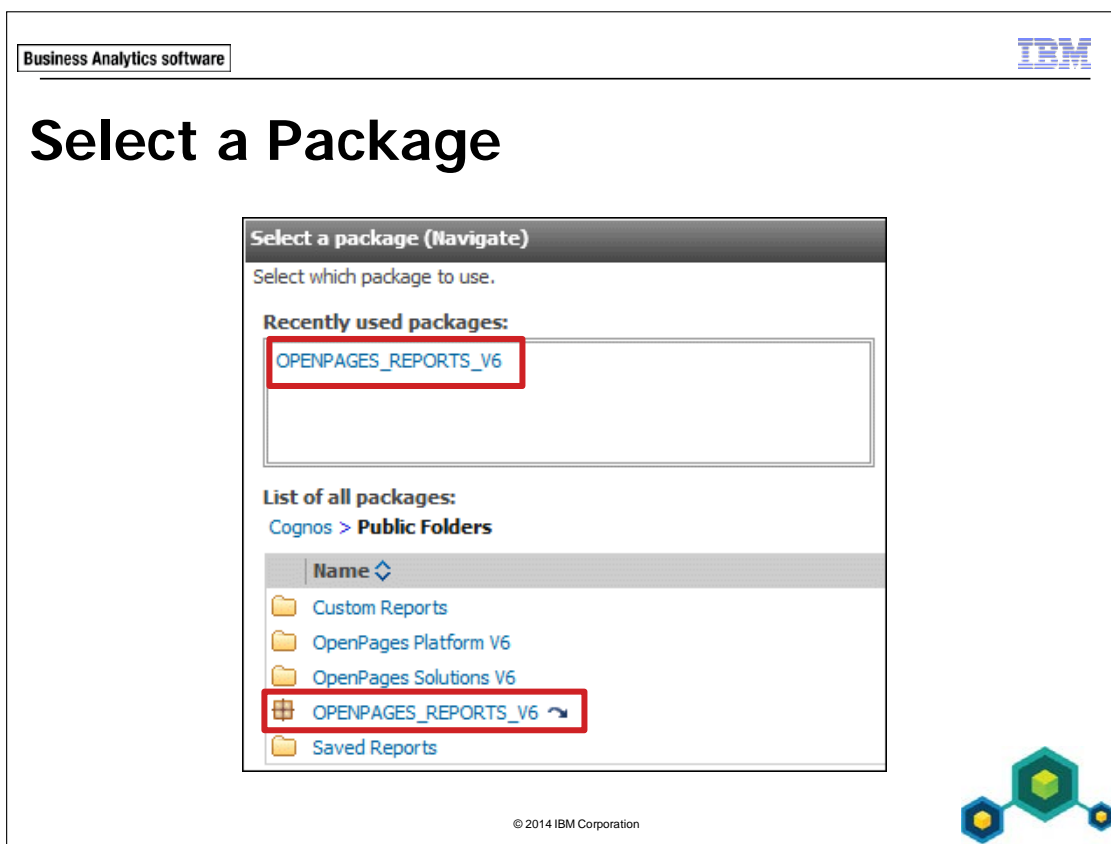 Business Analytics software
IBM
Select a Package
Select a package (Navigate)
Select which package to use.
Recently used packages:
OPENPAGES_REPORTS_V6
List of all packages:
Cognos > Public Folders
Name
Custom Reports
OpenPages Platform V6
OpenPages Solutions V6
OPENPAGES_REPORTS_V6
Saved Reports
© 2014 IBM Corporation